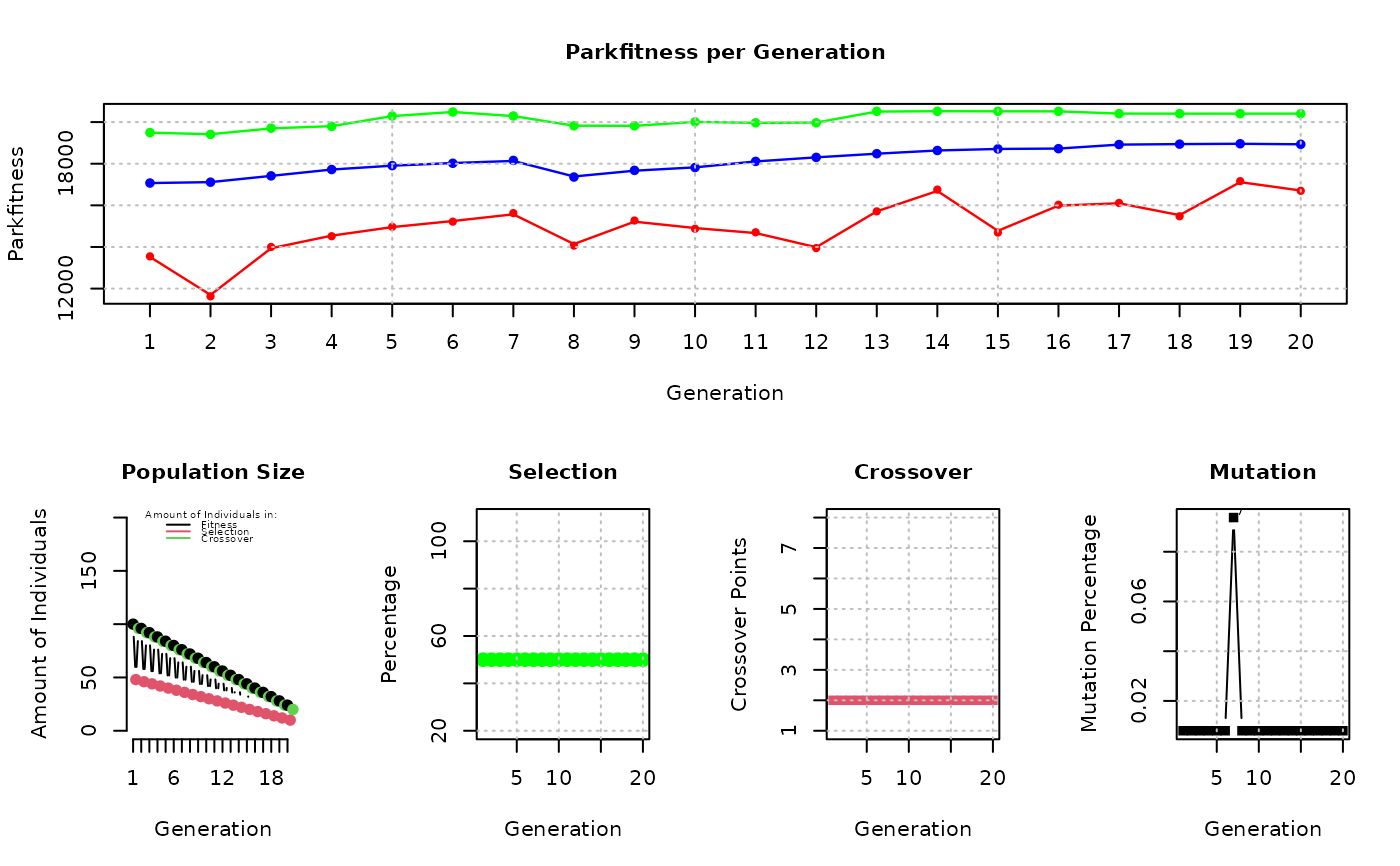 Parkfitness per Generation
Parkfitness
18000
12000
1 2 3 4 5 6 7 8 9 10 11 12 13 14 15 16 17 18 19 20
Generation
Population Size
Amount of Individuals
150
50
0
Amount of Individuals in:
Fitness
Selection
Crossover
1 6 12 18
Generation
Selection
Percentage
100
60
20
5 10 20
Generation
Crossover
Crossover Points
7
5
3
1
5 10 20
Generation
Mutation
Mutation Percentage
0.06
0.02
5 10 20
Generation